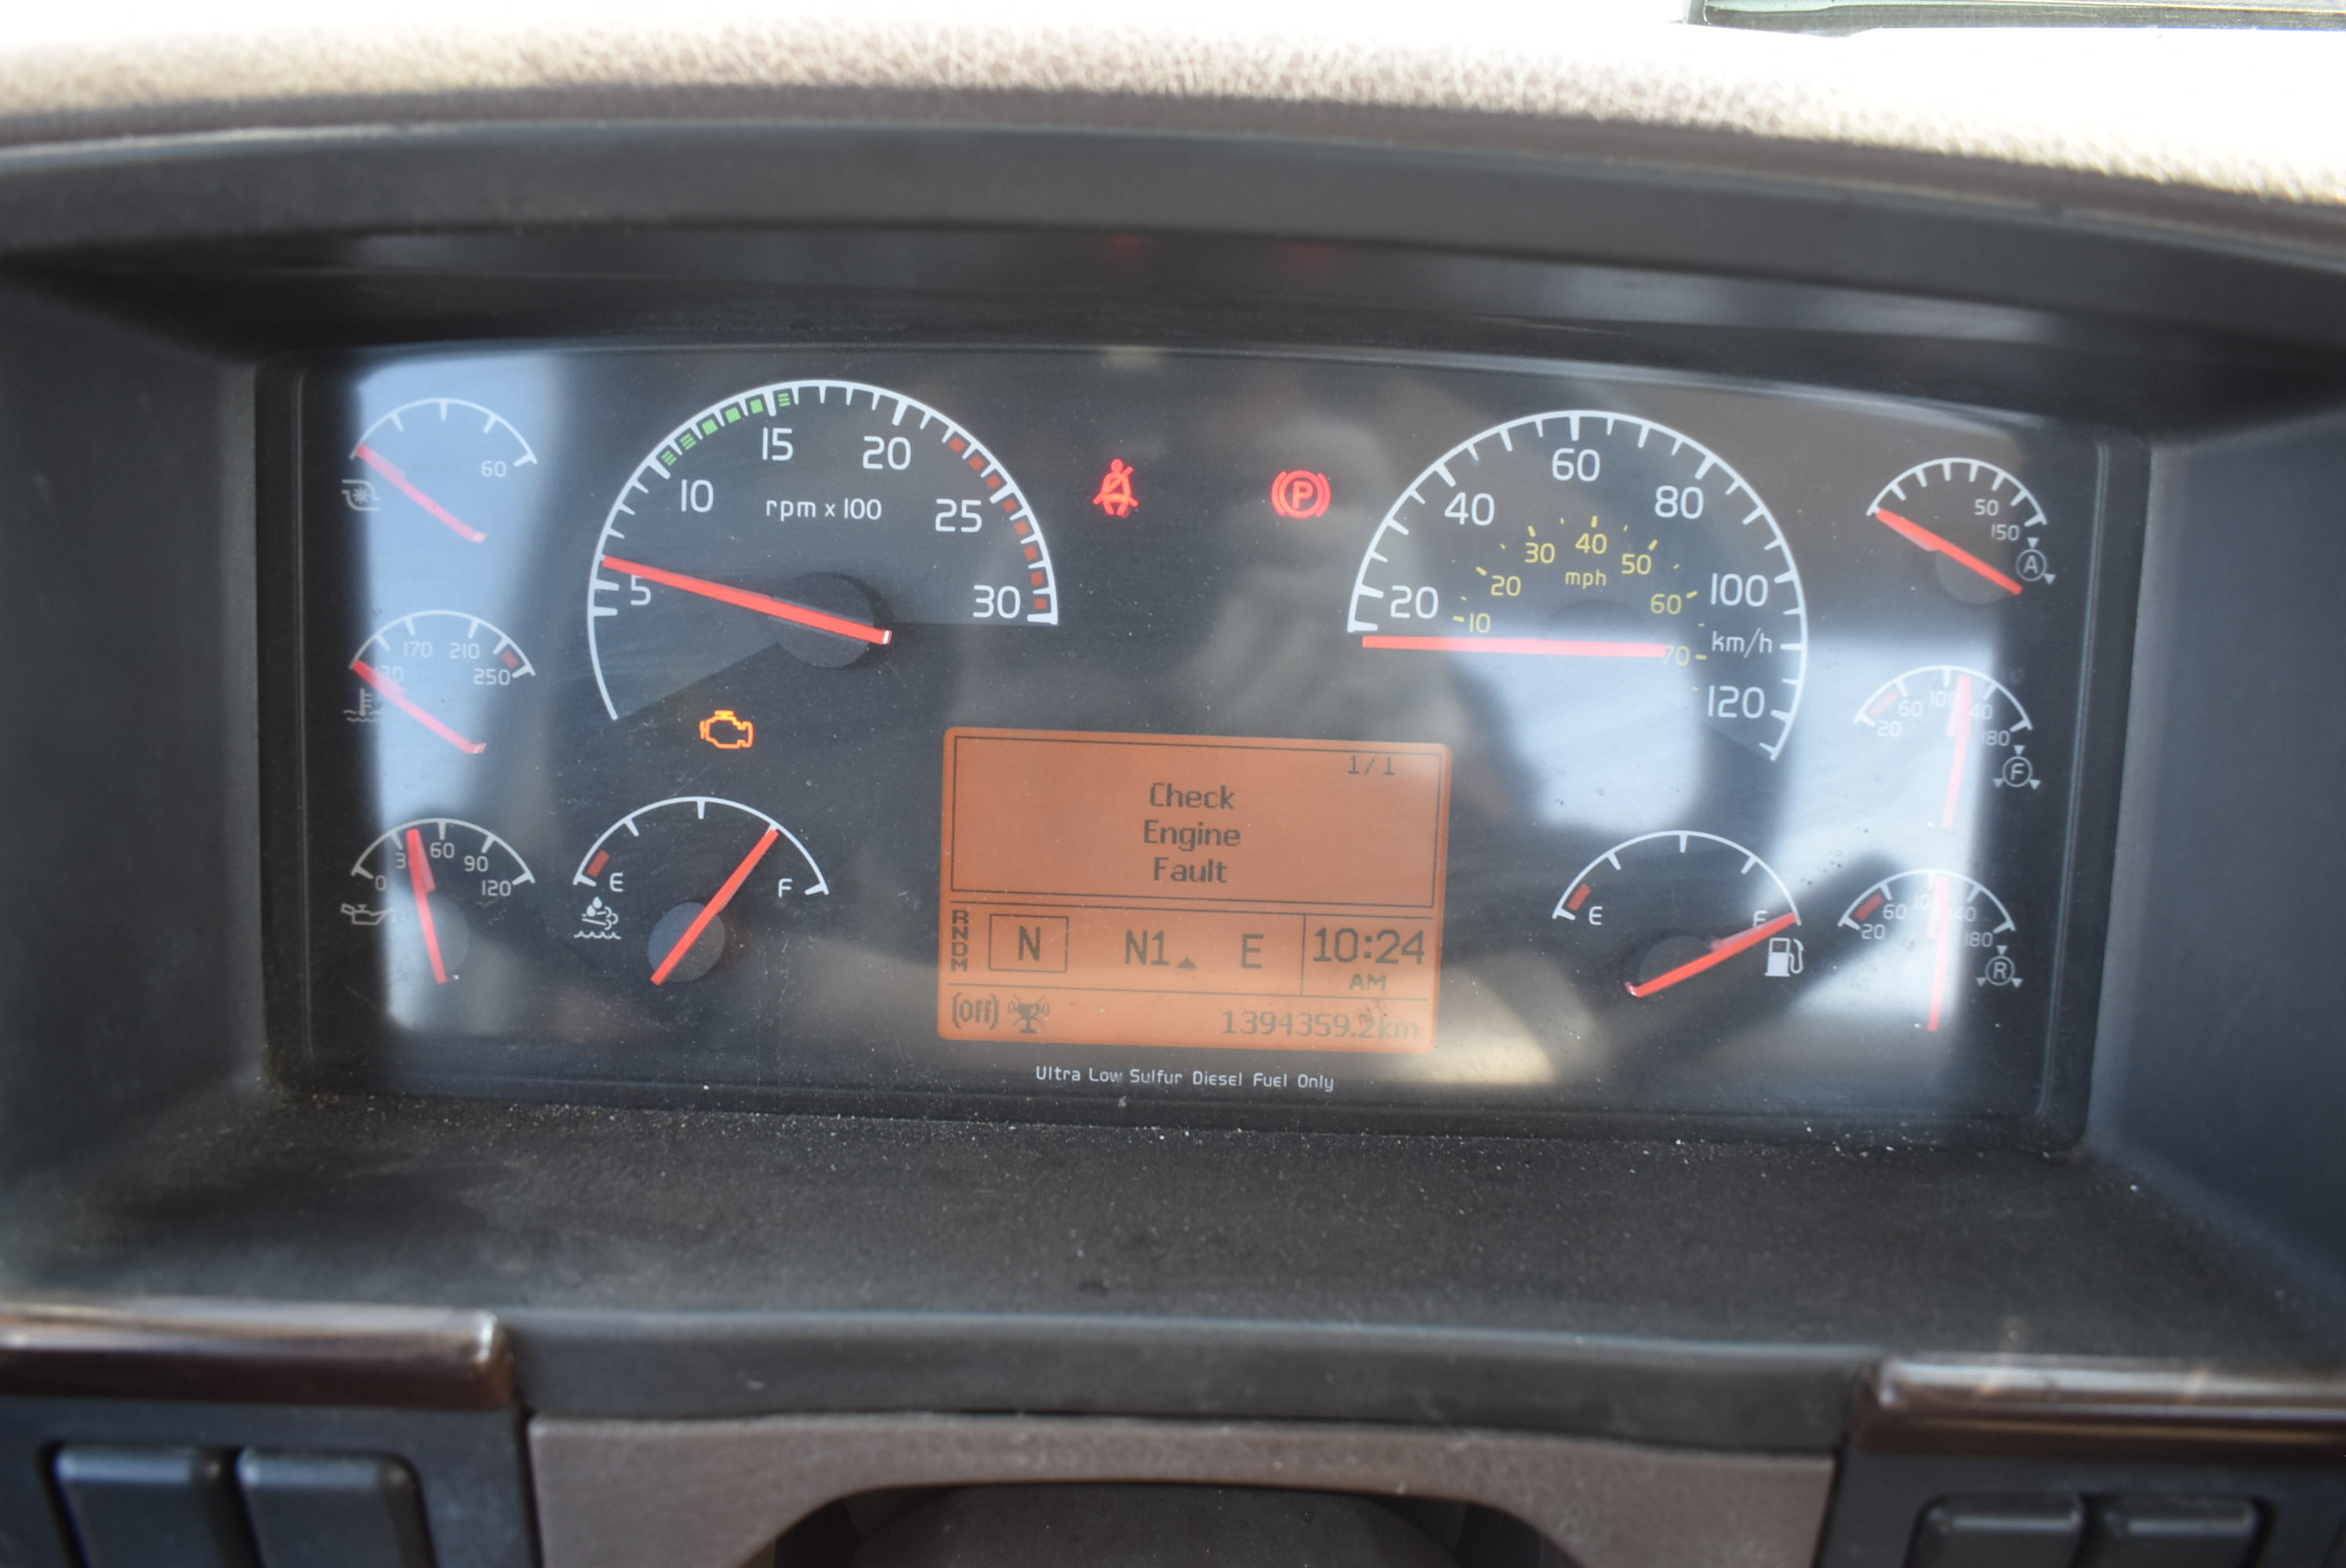 60
170 210
250
60 90
0 120
5 10 15 20 25 30
rpm x 100
E F
20 40 60 80 100 120
km/h
10 20 30 40 50 60 70
mph
1/1
Check
Engine
Fault
R
N
D
M
N N1 E 10:24
AM
(Off) 1394359.2km
Ultra Low Sulfur Diesel Fuel Only
E
50
150
A
20 60 100 180
F
20 60 180
R